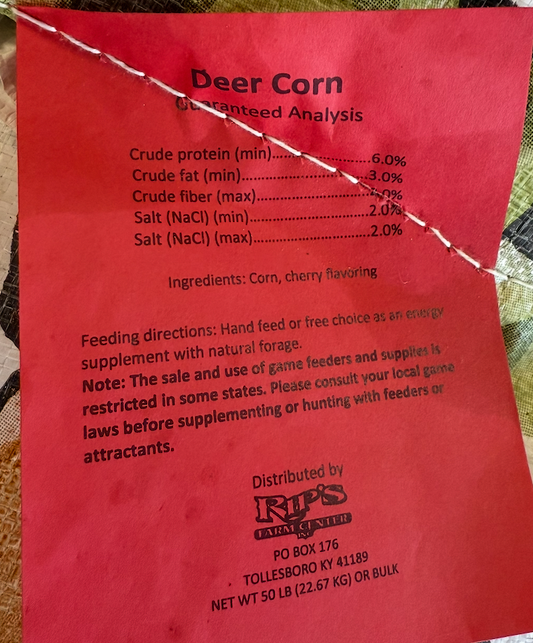 Deer Corn
Guaranteed Analysis
Crude protein (min)..........................6.0%
Crude fat (min)..................................3.0%
Crude fiber (max)..............................
Salt (NaCl) (min)................................2.0%
Salt (NaCl) (max)................................2.0%
Ingredients: Corn, cherry flavoring
Feeding directions: Hand feed or free choice as an energy
supplement with natural forage.
Note: The sale and use of game feeders and supplies is
restricted in some states. Please consult your local game
laws before supplementing or hunting with feeders or
attractants.
Distributed by
RIP'S
FARM CENTER
INC
PO BOX 176
TOLLESBORO KY 41189
NET WT 50 LB (22.67 KG) OR BULK